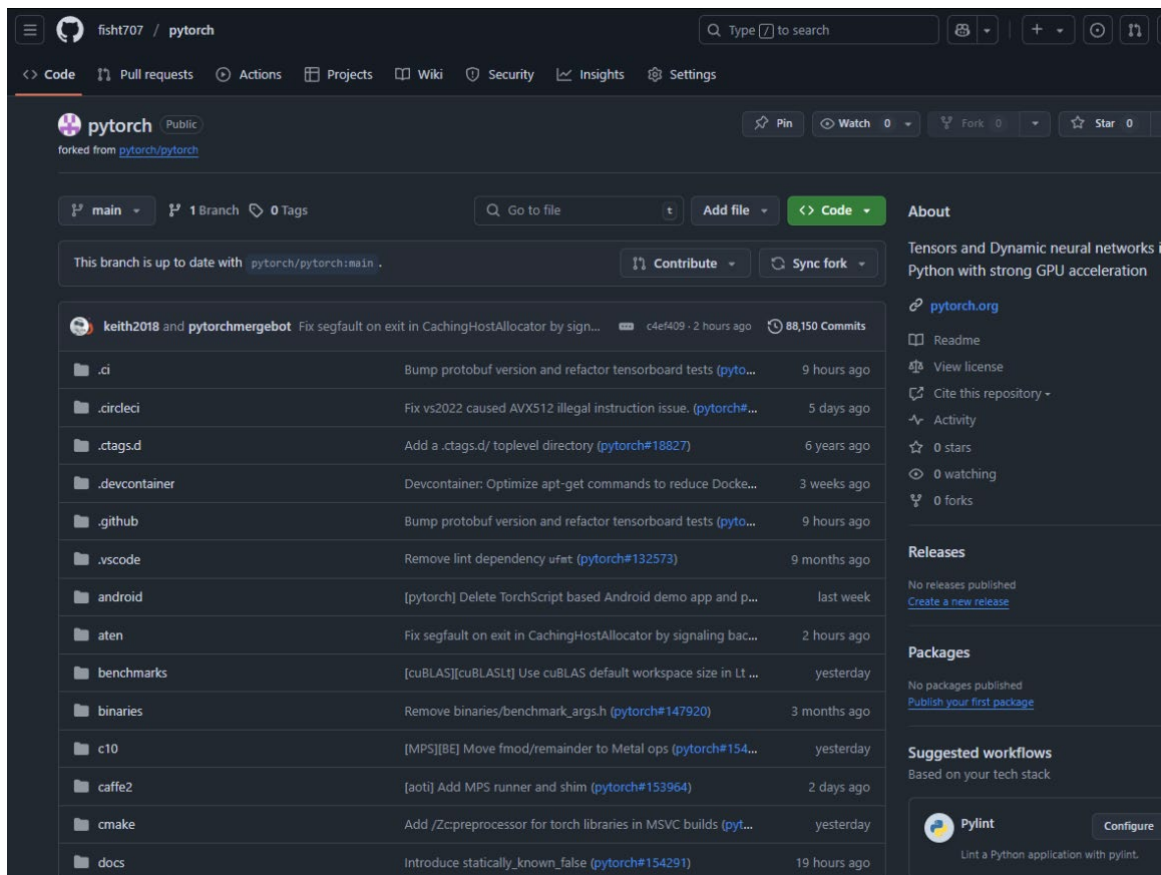 fisht707 / pytorch
Type / to search
Code Pull requests Actions Projects Wiki Security Insights Settings
pytorch Public
forked from pytorch/pytorch
Pin Watch 0 Fork 0 Star 0
main 1 Branch 0 Tags
Go to file t Add file Code
This branch is up to date with pytorch/pytorch:main .
Contribute Sync fork
keith2018 and pytorchmergebot Fix segfault on exit in CachingHostAllocator by sign... c4ef409 · 2 hours ago 88,150 Commits
.ci Bump protobuf version and refactor tensorboard tests (pyto... 9 hours ago
.circleci Fix vs2022 caused AVX512 illegal instruction issue. (pytorch#... 5 days ago
.ctags.d Add a .ctags.d/ toplevel directory (pytorch#18827) 6 years ago
.devcontainer Devcontainer: Optimize apt-get commands to reduce Docke... 3 weeks ago
.github Bump protobuf version and refactor tensorboard tests (pyto... 9 hours ago
.vscode Remove lint dependency ufmt (pytorch#132573) 9 months ago
android [pytorch] Delete TorchScript based Android demo app and p... last week
aten Fix segfault on exit in CachingHostAllocator by signaling bac... 2 hours ago
benchmarks [cuBLAS][cuBLASLt] Use cuBLAS default workspace size in Lt ... yesterday
binaries Remove binaries/benchmark_args.h (pytorch#147920) 3 months ago
c10 [MPS][BE] Move fmod/remainder to Metal ops (pytorch#154... yesterday
caffe2 [aoti] Add MPS runner and shim (pytorch#153964) 2 days ago
cmake Add /Zc:preprocessor for torch libraries in MSVC builds (pyt... yesterday
docs Introduce statically_known_false (pytorch#154291) 19 hours ago
About
Tensors and Dynamic neural networks i
Python with strong GPU acceleration
pytorch.org
Readme
View license
Cite this repository
Activity
0 stars
0 watching
0 forks
Releases
No releases published
Create a new release
Packages
No packages published
Publish your first package
Suggested workflows
Based on your tech stack
Pylint Configure
Lint a Python application with pylint.